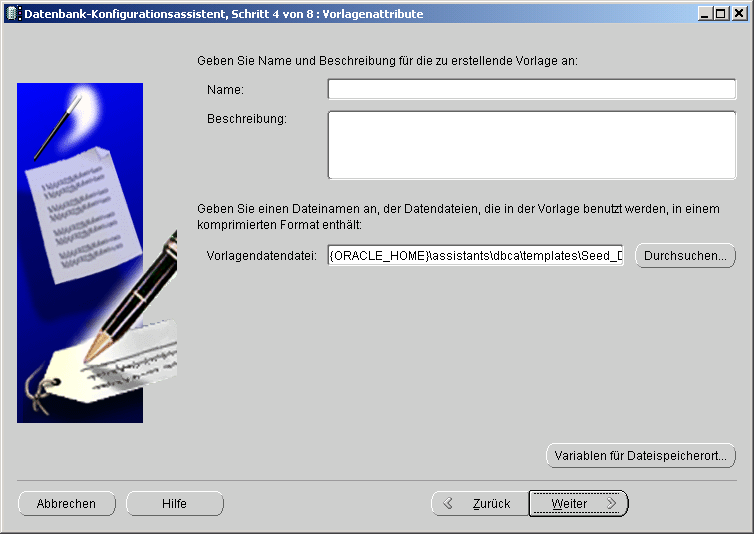 Datenbank-Konfigurationsassistent, Schritt 4 von 8 : Vorlagenattribute
Geben Sie Name und Beschreibung für die zu erstellende Vorlage an:
Name:
Beschreibung:
Geben Sie einen Dateinamen an, der Datendateien, die in der Vorlage benutzt werden, in einem
komprimierten Format enthält:
Vorlagendatendatei: {ORACLE_HOME}\assistants\dbca\templates\Seed_D Durchsuchen...
Variablen für Dateispeicherort...
Abbrechen Hilfe Zurück Weiter